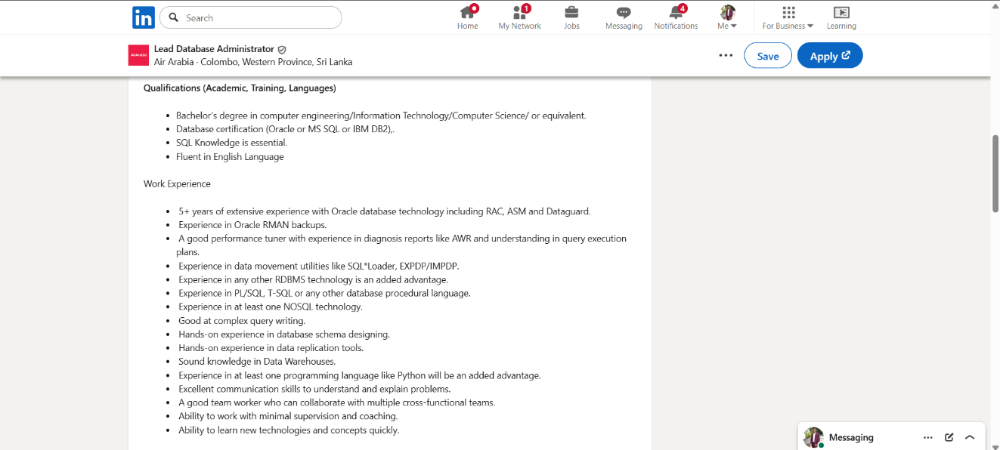 in
Search
Home
1
My Network
Jobs
Messaging
4
Notifications
Me
For Business
Learning
AirArabia
Lead Database Administrator
Air Arabia · Colombo, Western Province, Sri Lanka
Save
Apply
Qualifications (Academic, Training, Languages)
• Bachelor's degree in computer engineering/Information Technology/Computer Science/ or equivalent.
• Database certification (Oracle or MS SQL or IBM DB2),.
• SQL Knowledge is essential.
• Fluent in English Language
Work Experience
• 5+ years of extensive experience with Oracle database technology including RAC, ASM and Dataguard.
• Experience in Oracle RMAN backups.
• A good performance tuner with experience in diagnosis reports like AWR and understanding in query execution
plans.
• Experience in data movement utilities like SQL*Loader, EXPDP/IMPDP.
• Experience in any other RDBMS technology is an added advantage.
• Experience in PL/SQL, T-SQL or any other database procedural language.
• Experience in at least one NOSQL technology.
• Good at complex query writing.
• Hands-on experience in database schema designing.
• Hands-on experience in data replication tools.
• Sound knowledge in Data Warehouses.
• Experience in at least one programming language like Python will be an added advantage.
• Excellent communication skills to understand and explain problems.
• A good team worker who can collaborate with multiple cross-functional teams.
• Ability to work with minimal supervision and coaching.
• Ability to learn new technologies and concepts quickly.
Messaging